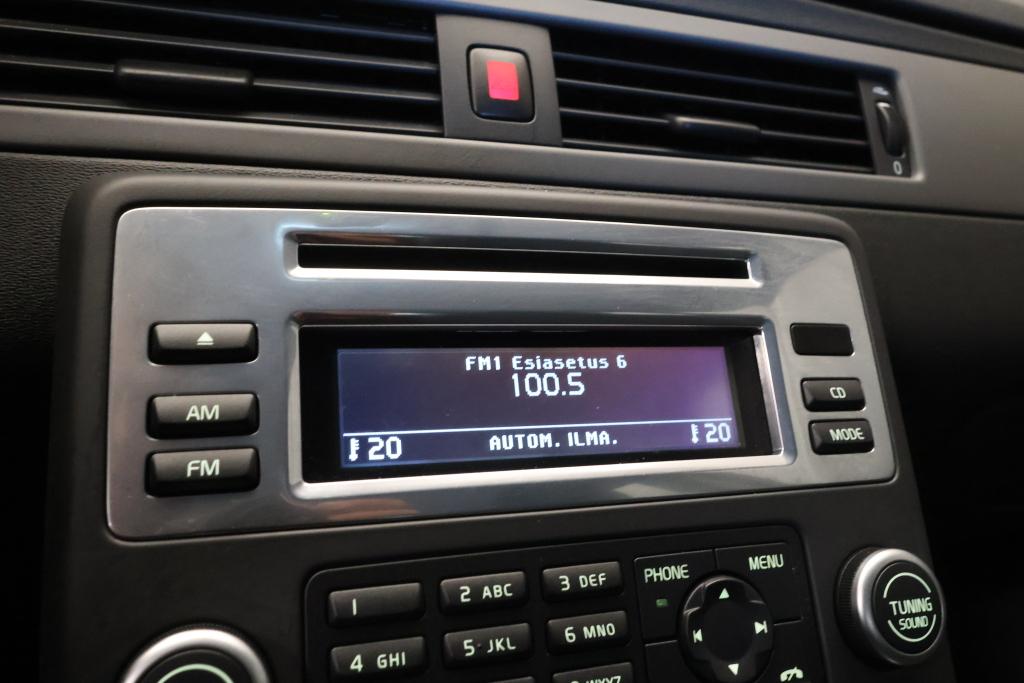 0
FM1 Esiasetus 6
100.5
20 AUTOM. ILMA. 20
AM
FM
CD
MODE
1
2 ABC
3 DEF
4 GHI
5 JKL
6 MNO
PHONE
MENU
TUNING
SOUND